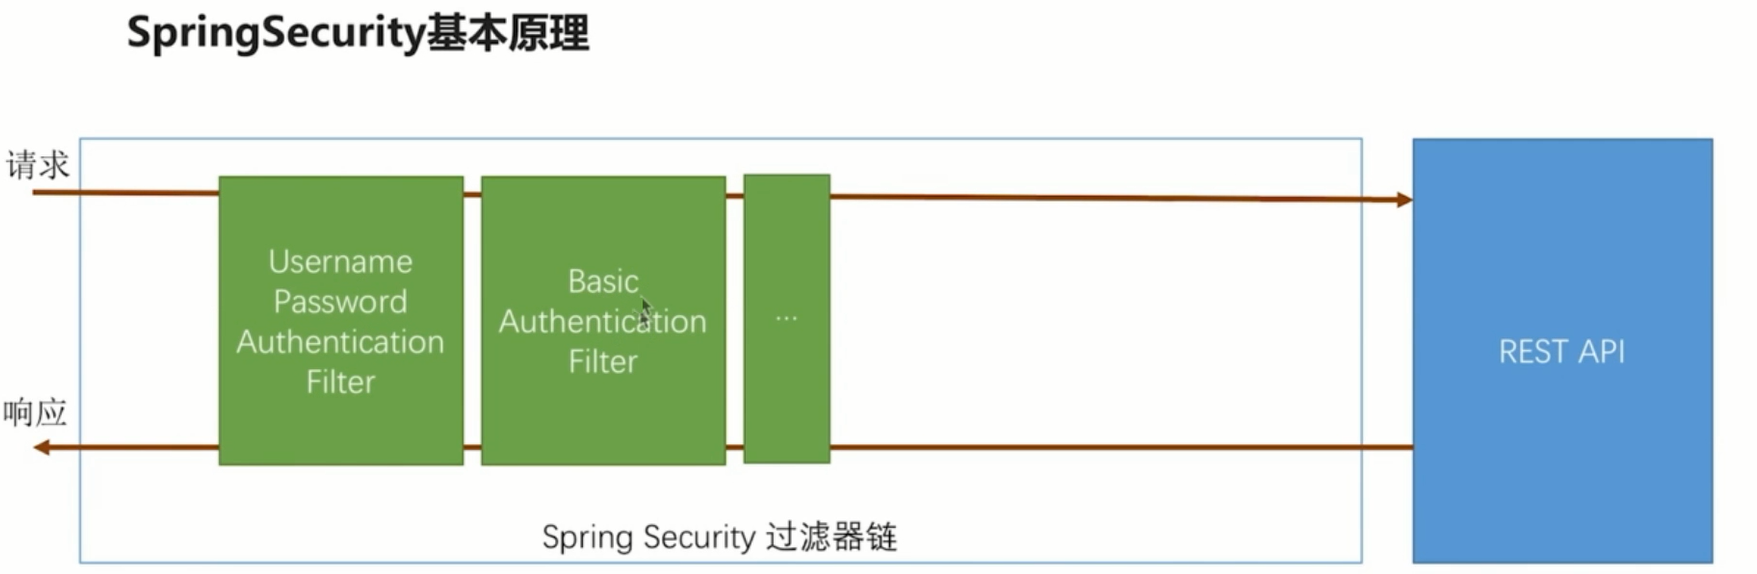 SpringSecurity基本原理
请求
Username
Password
Authentication
Filter
Basic
Authentication
Filter
...
REST API
响应
Spring Security 过滤器链